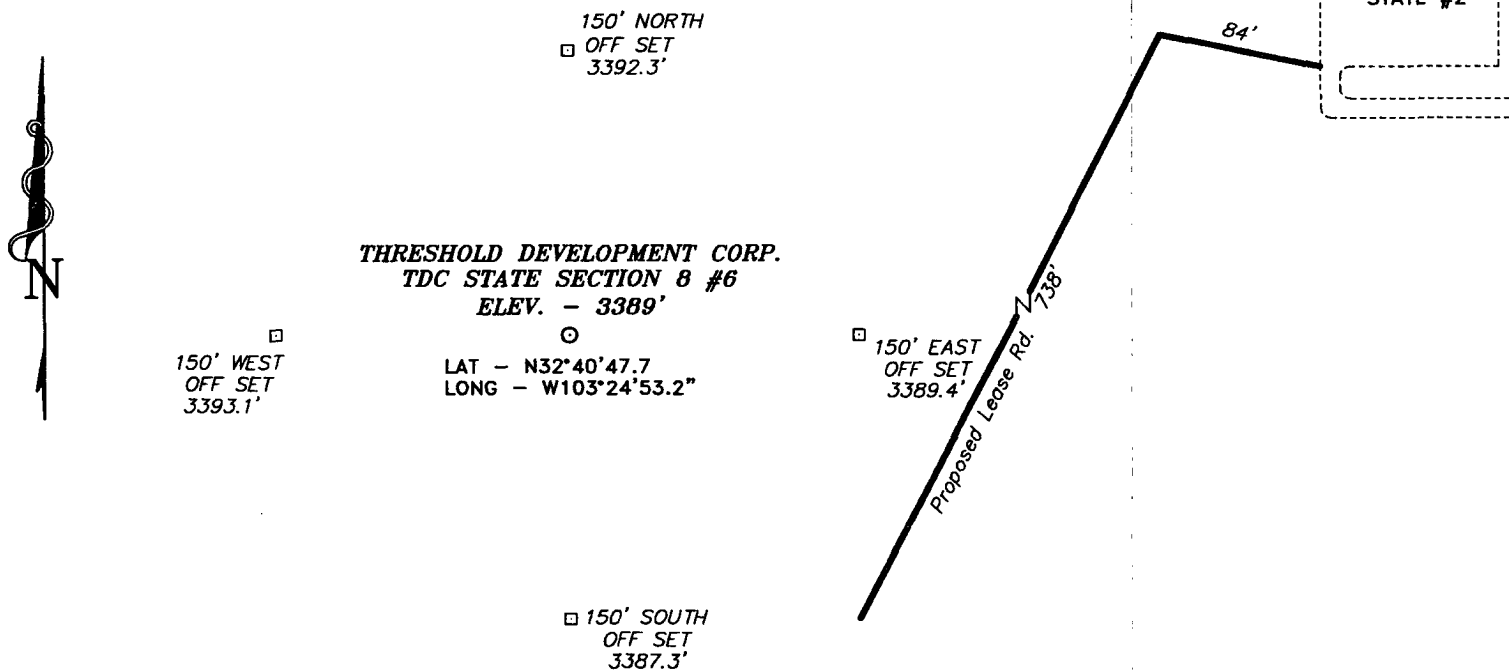 150' NORTH
OFF SET
3392.3'
STATE #2
84'
N
THRESHOLD DEVELOPMENT CORP.
TDC STATE SECTION 8 #6
ELEV. - 3389'
LAT - N32°40'47.7
LONG - W103°24'53.2"
150' WEST
OFF SET
3393.1'
150' EAST
OFF SET
3389.4'
738'
Proposed Lease Rd.
150' SOUTH
OFF SET
3387.3'